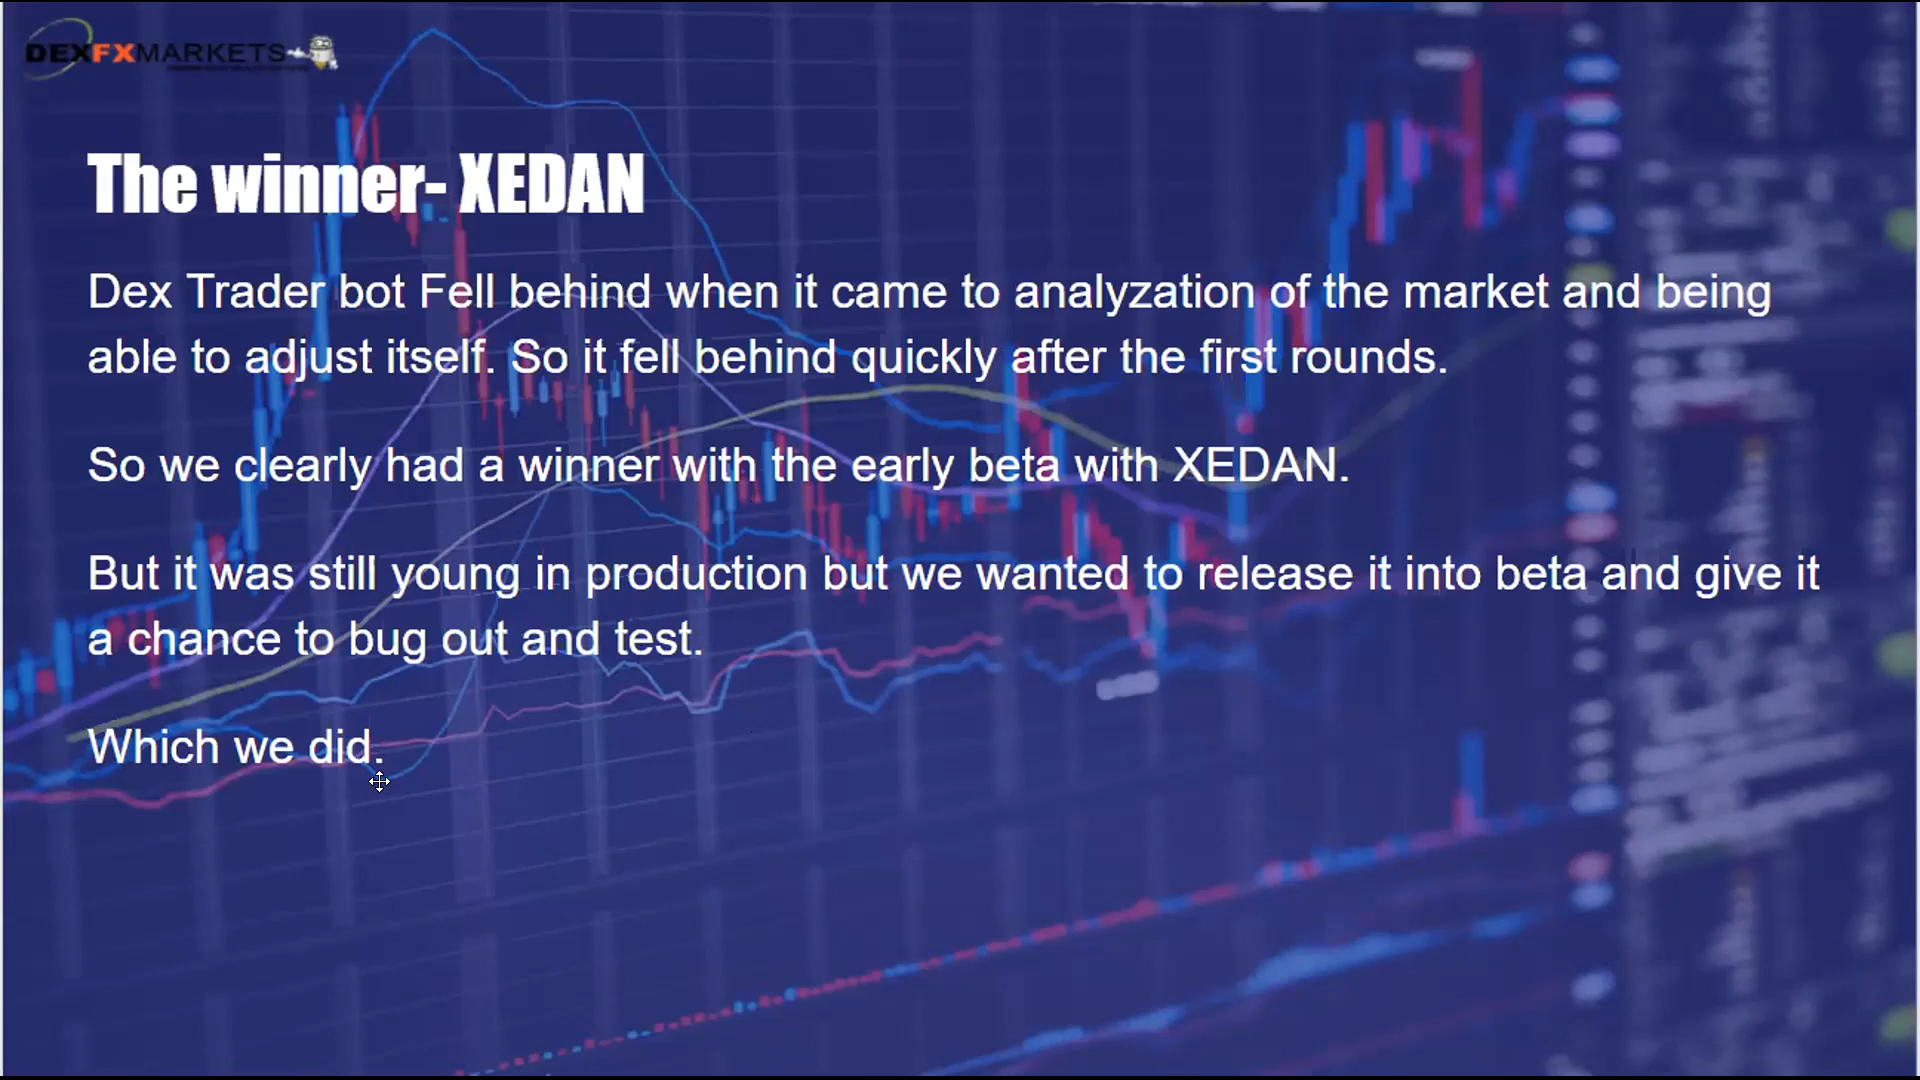 DEXFXMARKETS
The winner- XEDAN
Dex Trader bot Fell behind when it came to analyzation of the market and being
able to adjust itself. So it fell behind quickly after the first rounds.
So we clearly had a winner with the early beta with XEDAN.
But it was still young in production but we wanted to release it into beta and give it
a chance to bug out and test.
Which we did.